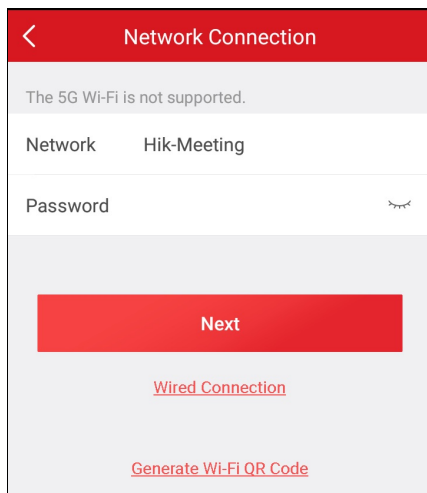 Network Connection
The 5G Wi-Fi is not supported.
Network Hik-Meeting
Password
Next
Wired Connection
Generate Wi-Fi QR Code